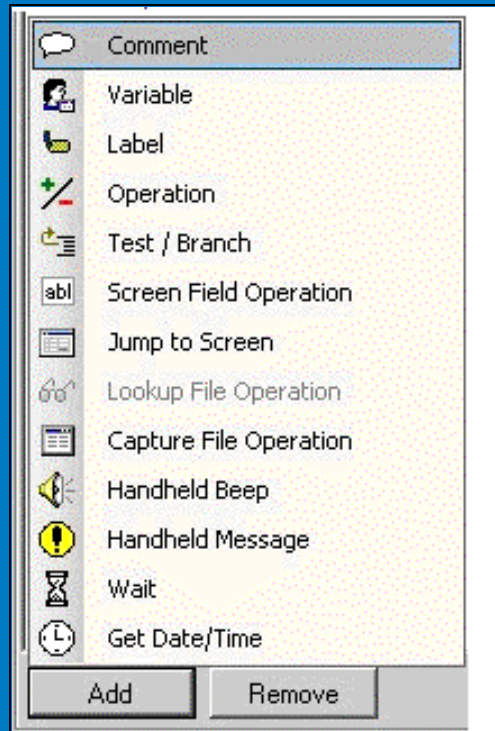 Comment
Variable
Label
Operation
Test / Branch
abl Screen Field Operation
Jump to Screen
Lookup File Operation
Capture File Operation
Handheld Beep
Handheld Message
Wait
Get Date/Time
Add Remove